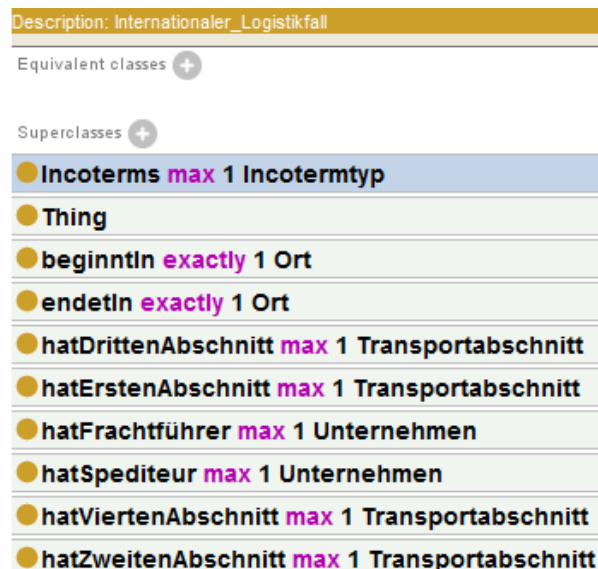 Description: Internationaler_Logistikfall
Equivalent classes
Superclasses
Incoterms max 1 Incotermtyp
Thing
beginntIn exactly 1 Ort
endetIn exactly 1 Ort
hatDrittenAbschnitt max 1 Transportabschnitt
hatErstenAbschnitt max 1 Transportabschnitt
hatFrachtführer max 1 Unternehmen
hatSpediteur max 1 Unternehmen
hatViertenAbschnitt max 1 Transportabschnitt
hatZweitenAbschnitt max 1 Transportabschnitt